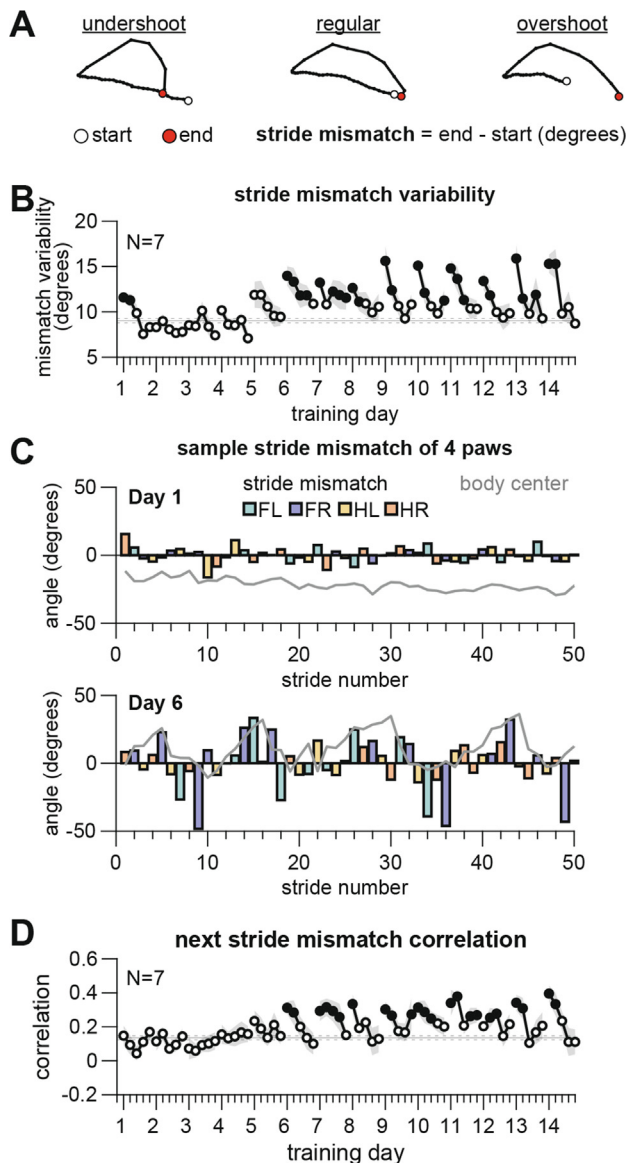 A
undershoot regular overshoot
start end stride mismatch = end - start (degrees)
B
stride mismatch variability
mismatch variability
(degrees)
20
15
10
5
N=7
1 2 3 4 5 6 7 8 9 10 11 12 13 14
training day
C
sample stride mismatch of 4 paws
angle (degrees)
50
0
-50
Day 1
stride mismatch
body center
FL FR HL HR
0 10 20 30 40 50
stride number
angle (degrees)
50
0
-50
Day 6
0 10 20 30 40 50
stride number
D
next stride mismatch correlation
correlation
0.6
0.4
0.2
0
-0.2
N=7
1 2 3 4 5 6 7 8 9 10 11 12 13 14
training day